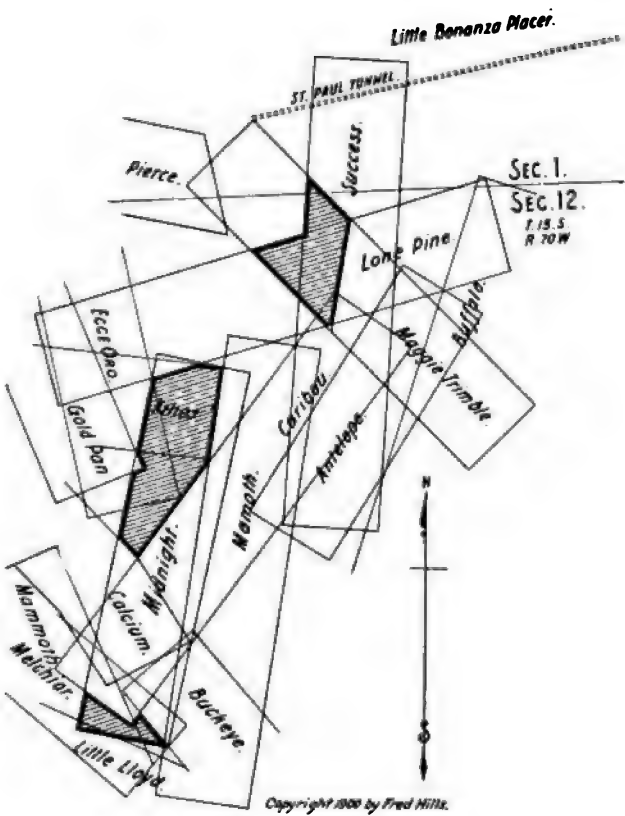 Little Bonanza Placer.
ST. PAUL TUNNEL.
Success.
Pierce.
SEC. 1.
SEC. 12.
T. 15. S.
R 70 W
Lone Pine.
Buffalo.
Maggie Trimble.
ECCE ORO
Caribou
Gold Pan
Antelope.
Mamoth.
Midnight.
Calcium.
Mammoth
Melchior.
Buckeye.
Little Lloyd.
N
Copyright 1900 by Fred Hills.